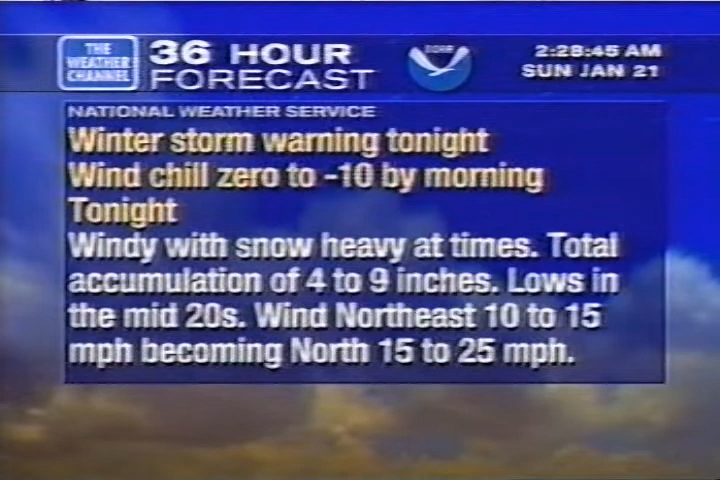 THE
WEATHER
CHANNEL
36 HOUR
FORECAST
NOAA
2:28:45 AM
SUN JAN 21
NATIONAL WEATHER SERVICE
Winter storm warning tonight
Wind chill zero to -10 by morning
Tonight
Windy with snow heavy at times. Total
accumulation of 4 to 9 inches. Lows in
the mid 20s. Wind Northeast 10 to 15
mph becoming North 15 to 25 mph.